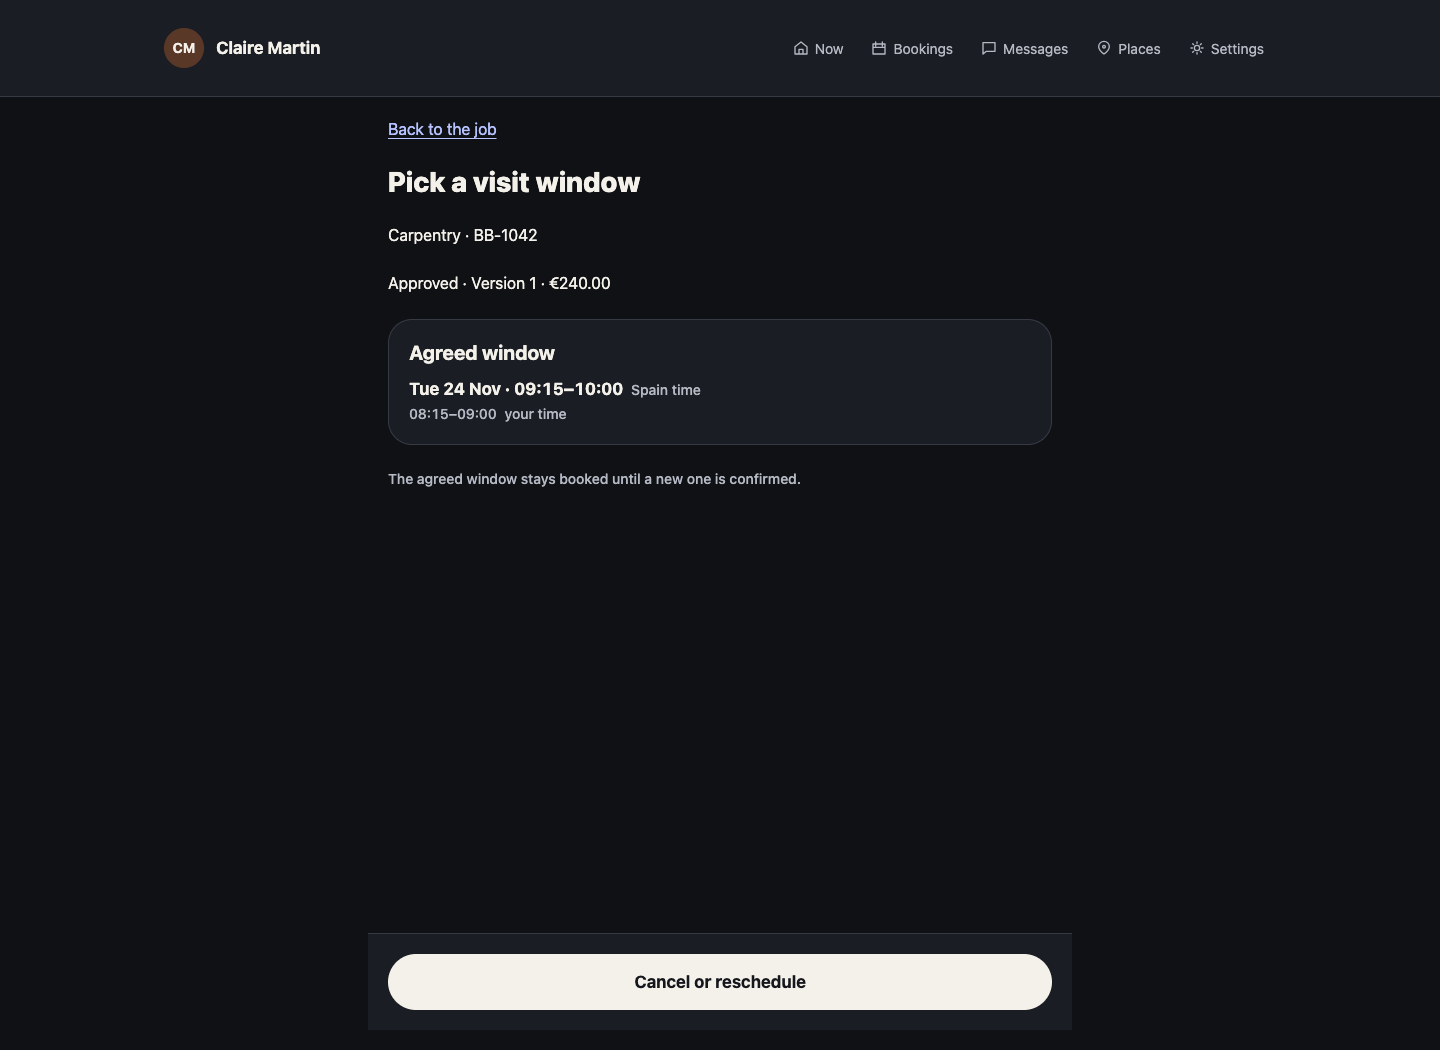 CM Claire Martin
Now Bookings Messages Places Settings
Back to the job
Pick a visit window
Carpentry · BB-1042
Approved · Version 1 · €240.00
Agreed window
Tue 24 Nov · 09:15–10:00 Spain time
08:15–09:00 your time
The agreed window stays booked until a new one is confirmed.
Cancel or reschedule